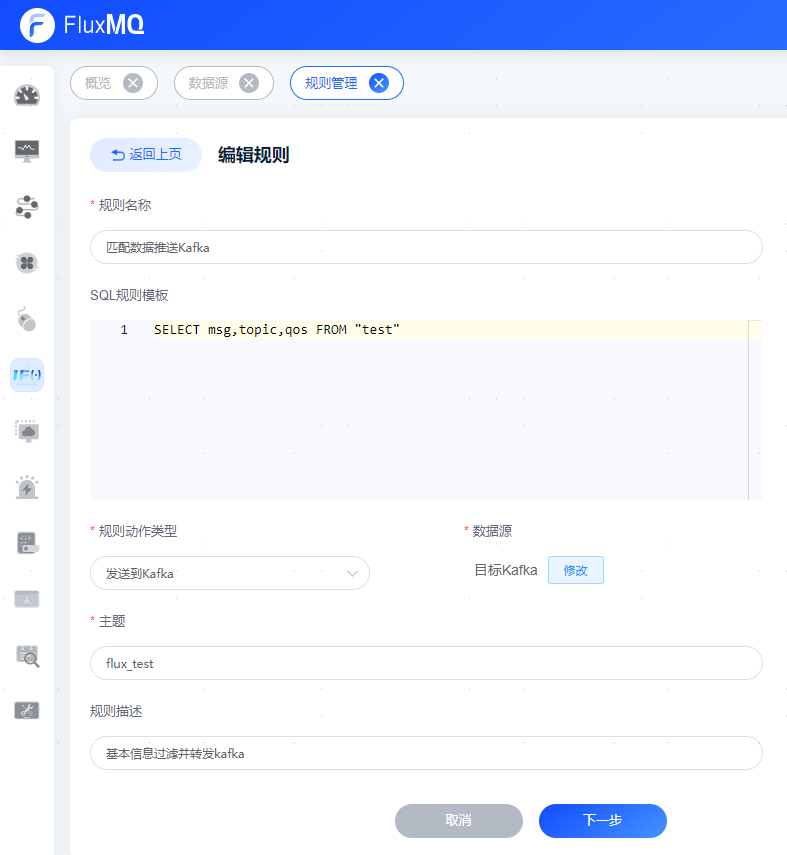 FluxMQ
概览
数据源
规则管理
返回上页
编辑规则
* 规则名称
匹配数据推送Kafka
SQL规则模板
1 SELECT msg,topic,qos FROM "test"
* 规则动作类型
* 数据源
发送到Kafka
目标Kafka
修改
* 主题
flux_test
规则描述
基本信息过滤并转发kafka
取消
下一步